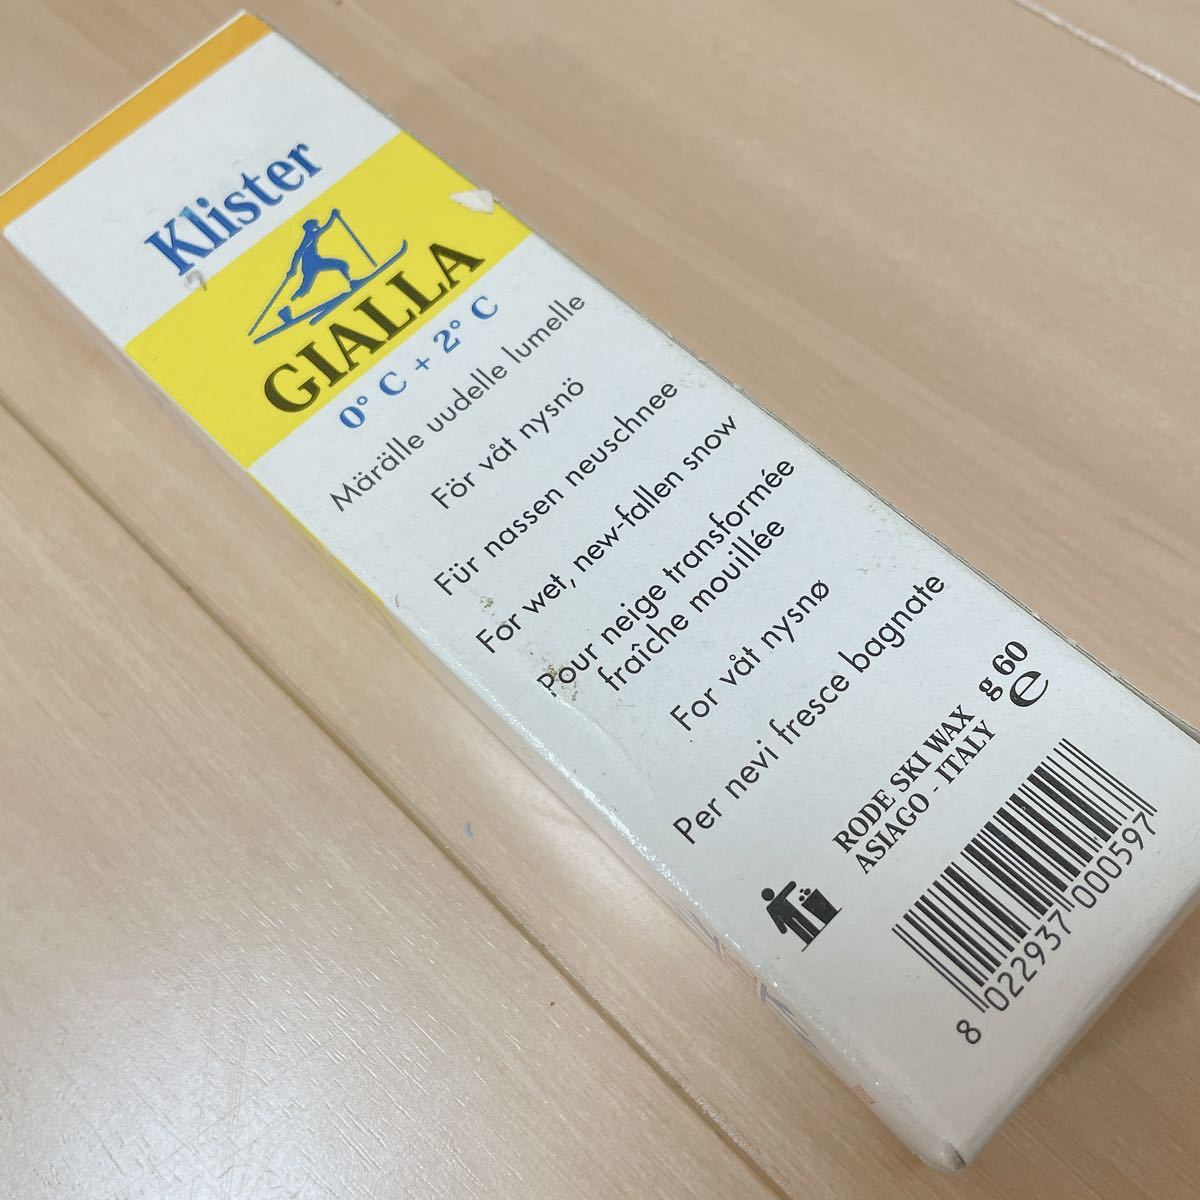 Klister
GIALLA
0° C + 2° C
Märälle uudelle lumelle
För våt nysnö
Für nassen neuschnee
For wet, new-fallen snow
Pour neige transformée
fraîche mouillée
For våt nysnø
Per nevi fresce bagnate
g 60
e
RODE SKI WAX
ASIAGO - ITALY
8 022937 000597